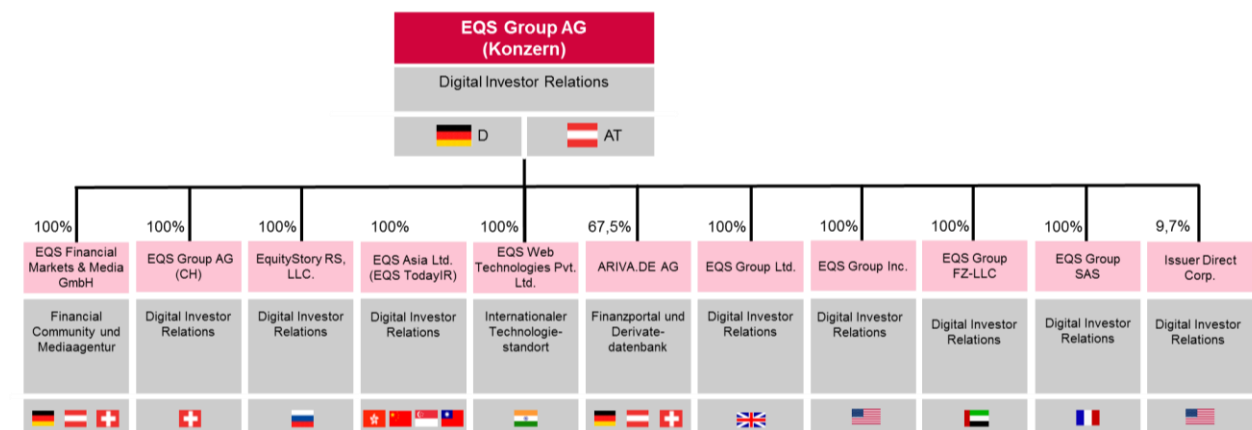 EQS Group AG
(Konzern)
Digital Investor Relations
D
AT
100%
100%
100%
100%
100%
67,5%
100%
100%
100%
100%
9,7%
EQS Financial
Markets & Media
GmbH
EQS Group AG
(CH)
EquityStory RS,
LLC.
EQS Asia Ltd.
(EQS TodayIR)
EQS Web
Technologies Pvt.
Ltd.
ARIVA.DE AG
EQS Group Ltd.
EQS Group Inc.
EQS Group
FZ-LLC
EQS Group
SAS
Issuer Direct
Corp.
Financial
Community und
Mediaagentur
Digital Investor
Relations
Digital Investor
Relations
Digital Investor
Relations
Internationaler
Technologie-
standort
Finanzportal und
Derivate-
datenbank
Digital Investor
Relations
Digital Investor
Relations
Digital Investor
Relations
Digital Investor
Relations
Digital Investor
Relations